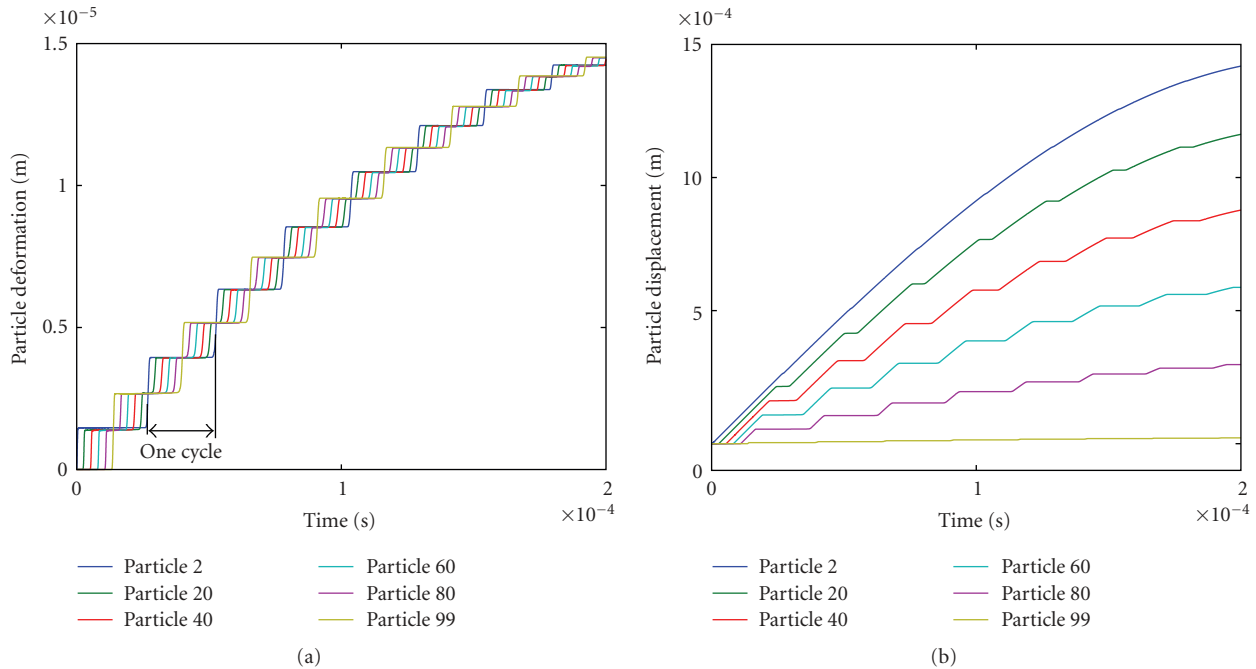 ×10⁻⁵
1.5
1
0.5
0
Particle deformation (m)
One cycle
0
1
2
Time (s)
×10⁻⁴
Particle 2
Particle 20
Particle 40
Particle 60
Particle 80
Particle 99
(a)
×10⁻⁴
15
10
5
0
Particle displacement (m)
0
1
2
Time (s)
×10⁻⁴
Particle 2
Particle 20
Particle 40
Particle 60
Particle 80
Particle 99
(b)